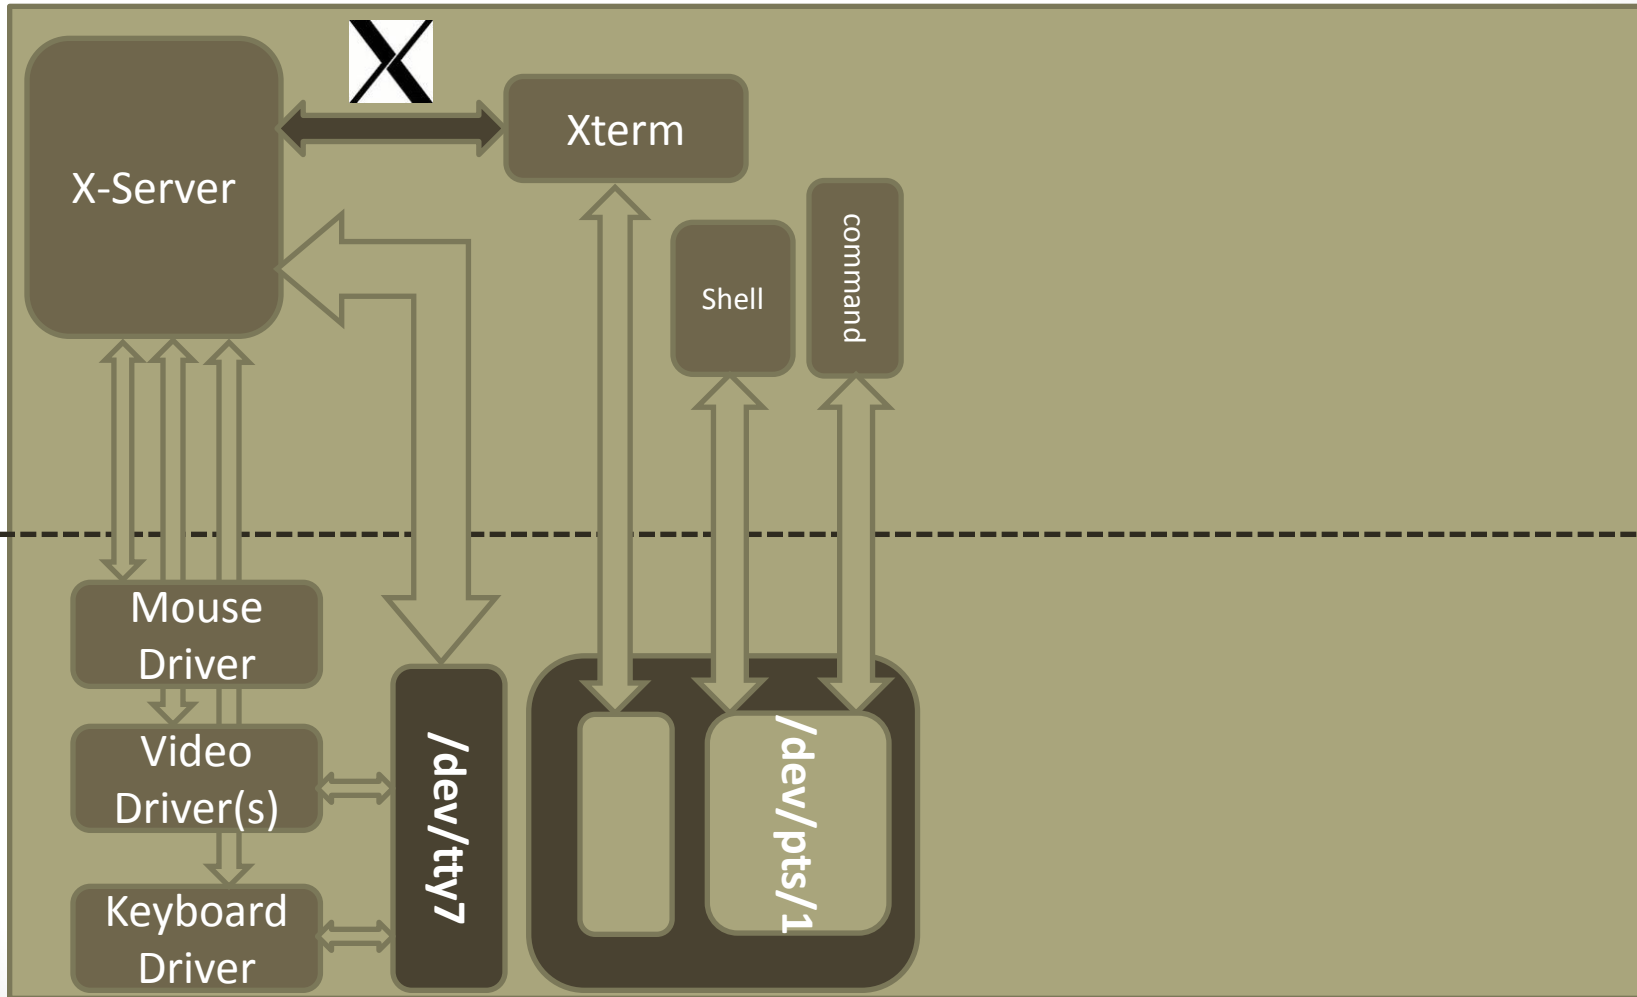 X
X-Server
Xterm
Shell
command
Mouse
Driver
Video
Driver(s)
Keyboard
Driver
/dev/tty7
/dev/pts/1